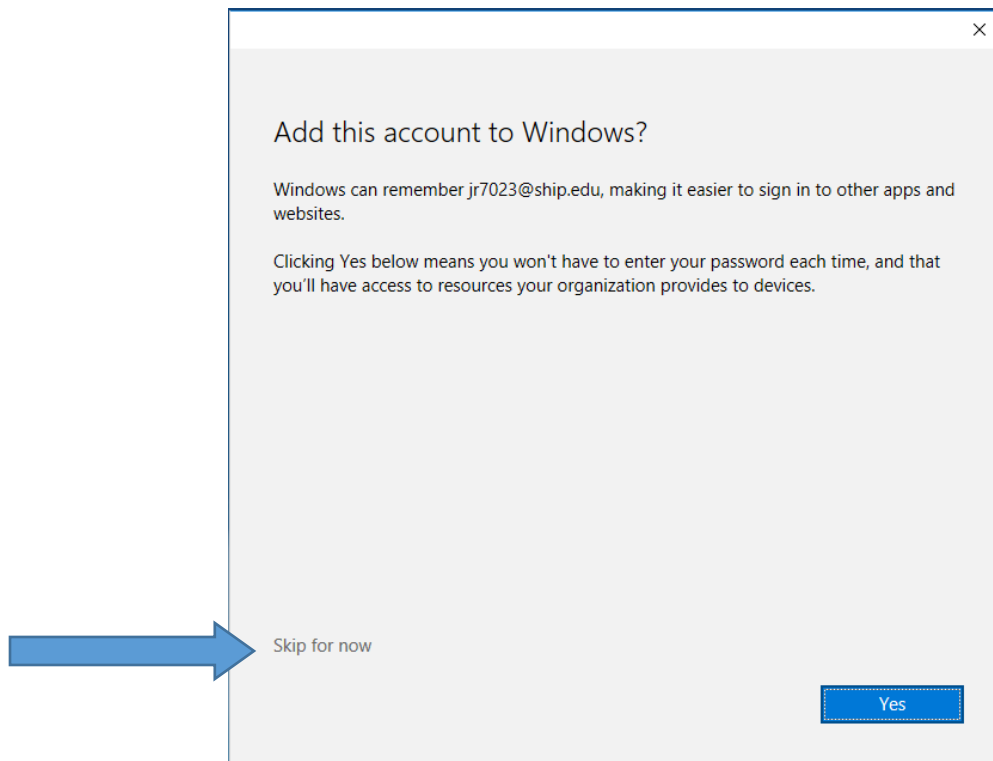 Add this account to Windows?
Windows can remember jr7023@ship.edu, making it easier to sign in to other apps and
websites.
Clicking Yes below means you won't have to enter your password each time, and that
you'll have access to resources your organization provides to devices.
Skip for now
Yes